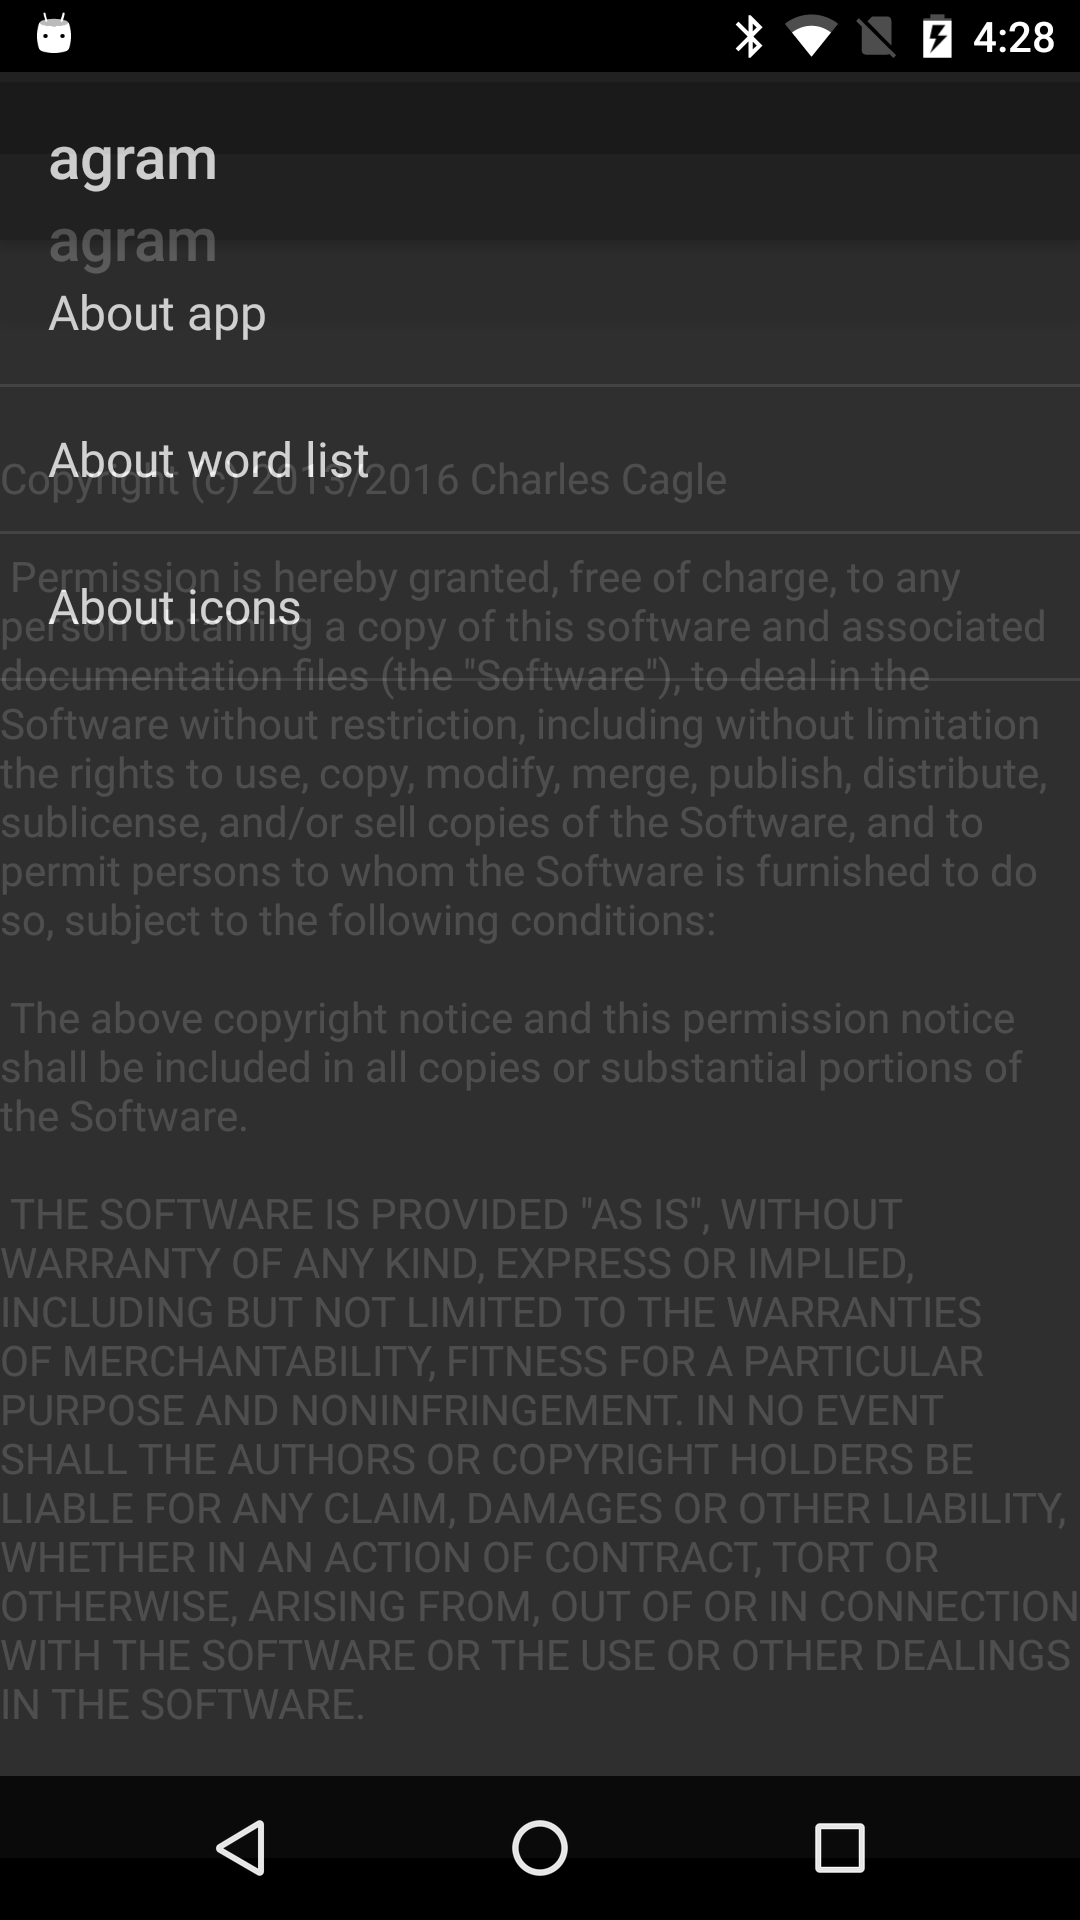 4:28
agram
agram
About app
About word list
Copyright (c) 2013/2016 Charles Cagle
Permission is hereby granted, free of charge, to any
About icons
person obtaining a copy of this software and associated
documentation files (the "Software"), to deal in the
Software without restriction, including without limitation
the rights to use, copy, modify, merge, publish, distribute,
sublicense, and/or sell copies of the Software, and to
permit persons to whom the Software is furnished to do
so, subject to the following conditions:
The above copyright notice and this permission notice
shall be included in all copies or substantial portions of
the Software.
THE SOFTWARE IS PROVIDED "AS IS", WITHOUT
WARRANTY OF ANY KIND, EXPRESS OR IMPLIED,
INCLUDING BUT NOT LIMITED TO THE WARRANTIES
OF MERCHANTABILITY, FITNESS FOR A PARTICULAR
PURPOSE AND NONINFRINGEMENT. IN NO EVENT
SHALL THE AUTHORS OR COPYRIGHT HOLDERS BE
LIABLE FOR ANY CLAIM, DAMAGES OR OTHER LIABILITY,
WHETHER IN AN ACTION OF CONTRACT, TORT OR
OTHERWISE, ARISING FROM, OUT OF OR IN CONNECTION
WITH THE SOFTWARE OR THE USE OR OTHER DEALINGS
IN THE SOFTWARE.